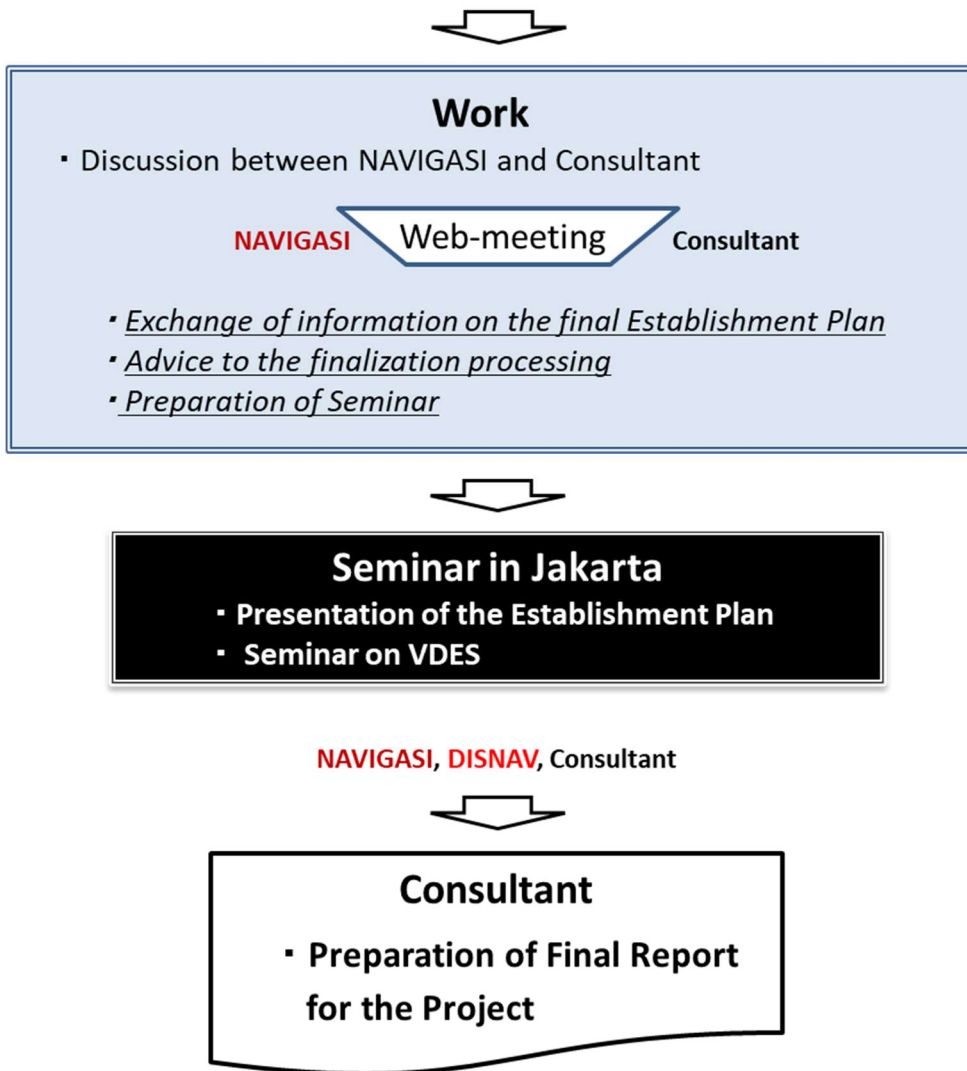 Work
・Discussion between NAVIGASI and Consultant
NAVIGASI Web-meeting Consultant
・Exchange of information on the final Establishment Plan
・Advice to the finalization processing
・Preparation of Seminar
Seminar in Jakarta
・Presentation of the Establishment Plan
・Seminar on VDES
NAVIGASI, DISNAV, Consultant
Consultant
・Preparation of Final Report
for the Project